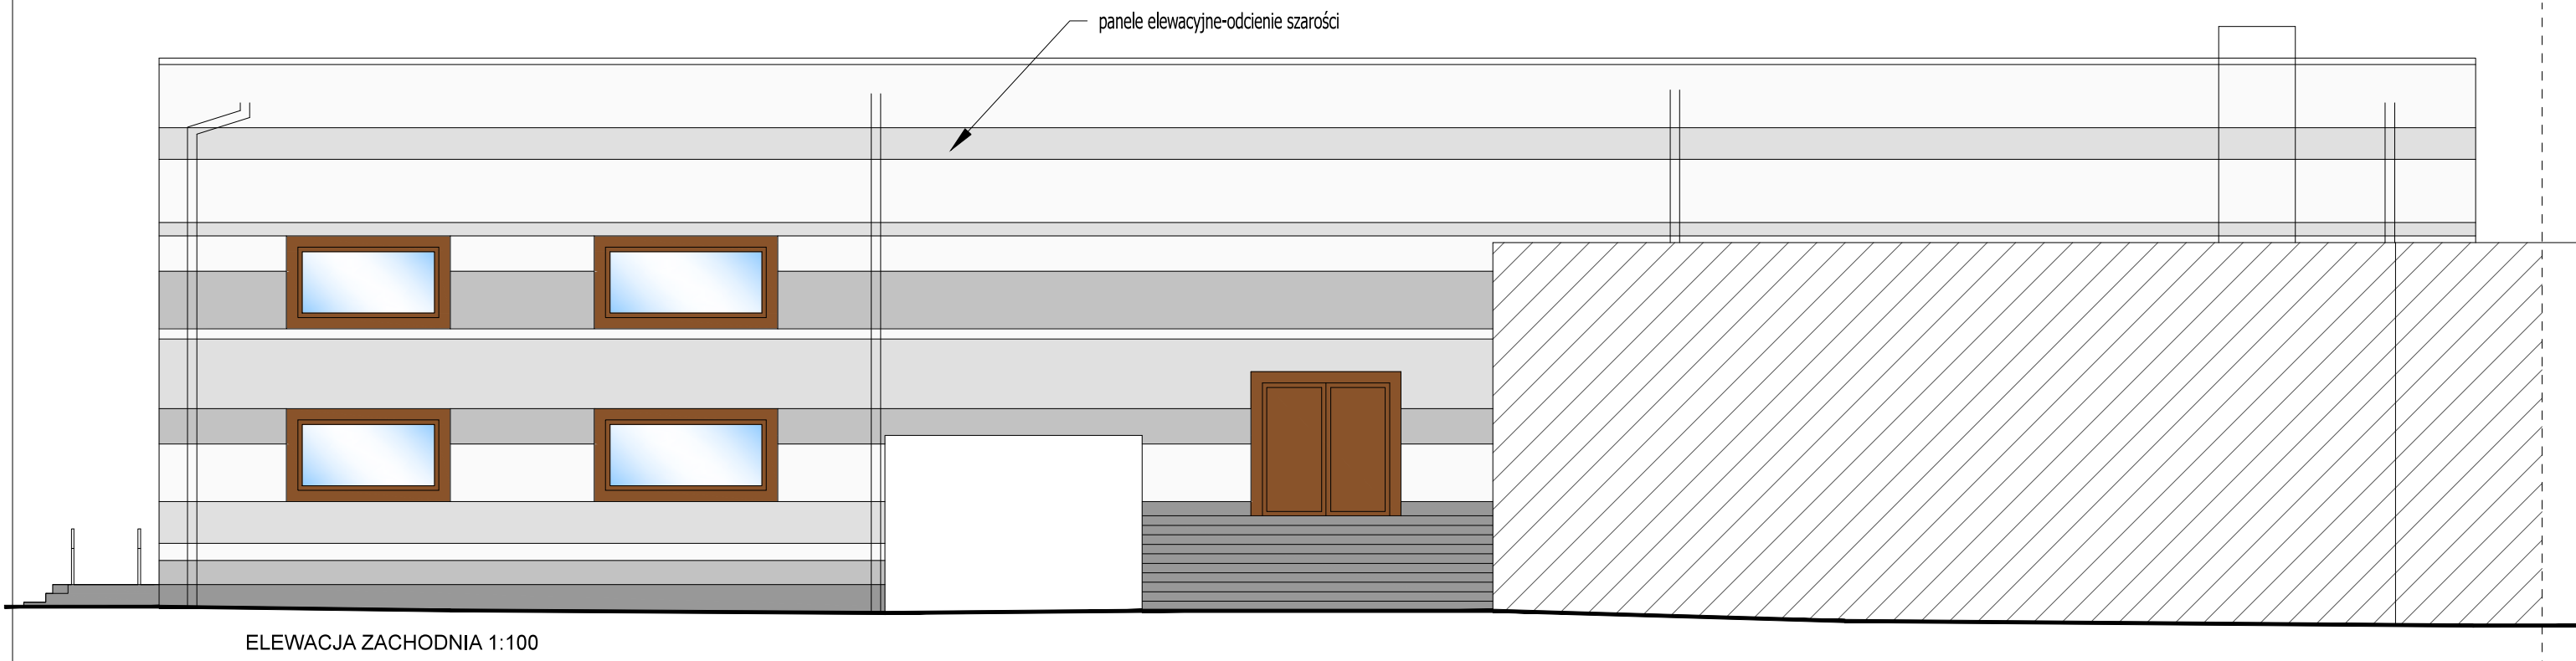 panele elewacyjne-odcienie szarości
ELEWACJA ZACHODNIA 1:100